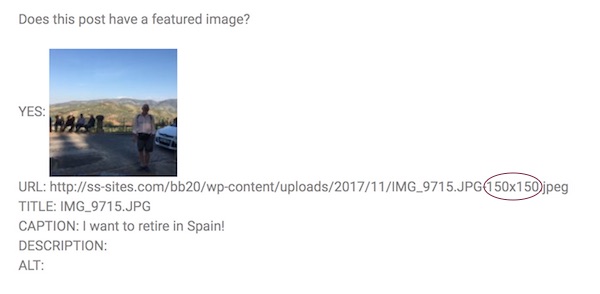 Does this post have a featured image?
YES:
URL: http://ss-sites.com/bb20/wp-content/uploads/2017/11/IMG_9715.JPG-150x150.jpeg
TITLE: IMG_9715.JPG
CAPTION: I want to retire in Spain!
DESCRIPTION:
ALT: